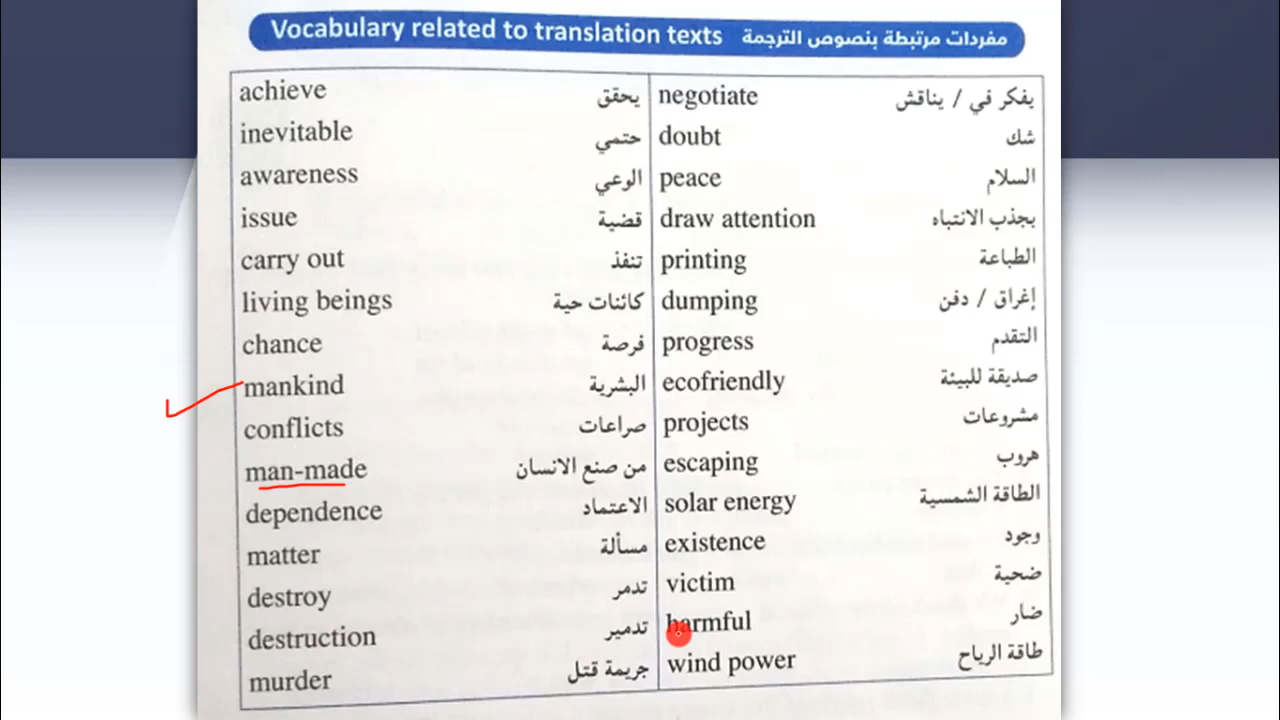 Vocabulary related to translation texts مفردات مرتبطة بنصوص الترجمة
achieve يحقق negotiate يفكر في / يناقش
inevitable حتمي doubt شك
awareness الوعي peace السلام
issue قضية draw attention يجذب الانتباه
carry out تنفذ printing الطباعة
living beings كائنات حية dumping إغراق / دفن
chance فرصة progress التقدم
mankind البشرية ecofriendly صديقة للبيئة
conflicts صراعات projects مشروعات
man-made من صنع الانسان escaping هروب
dependence الاعتماد solar energy الطاقة الشمسية
matter مسألة existence وجود
destroy تدمر victim ضحية
destruction تدمير harmful ضار
murder جريمة قتل wind power طاقة الرياح